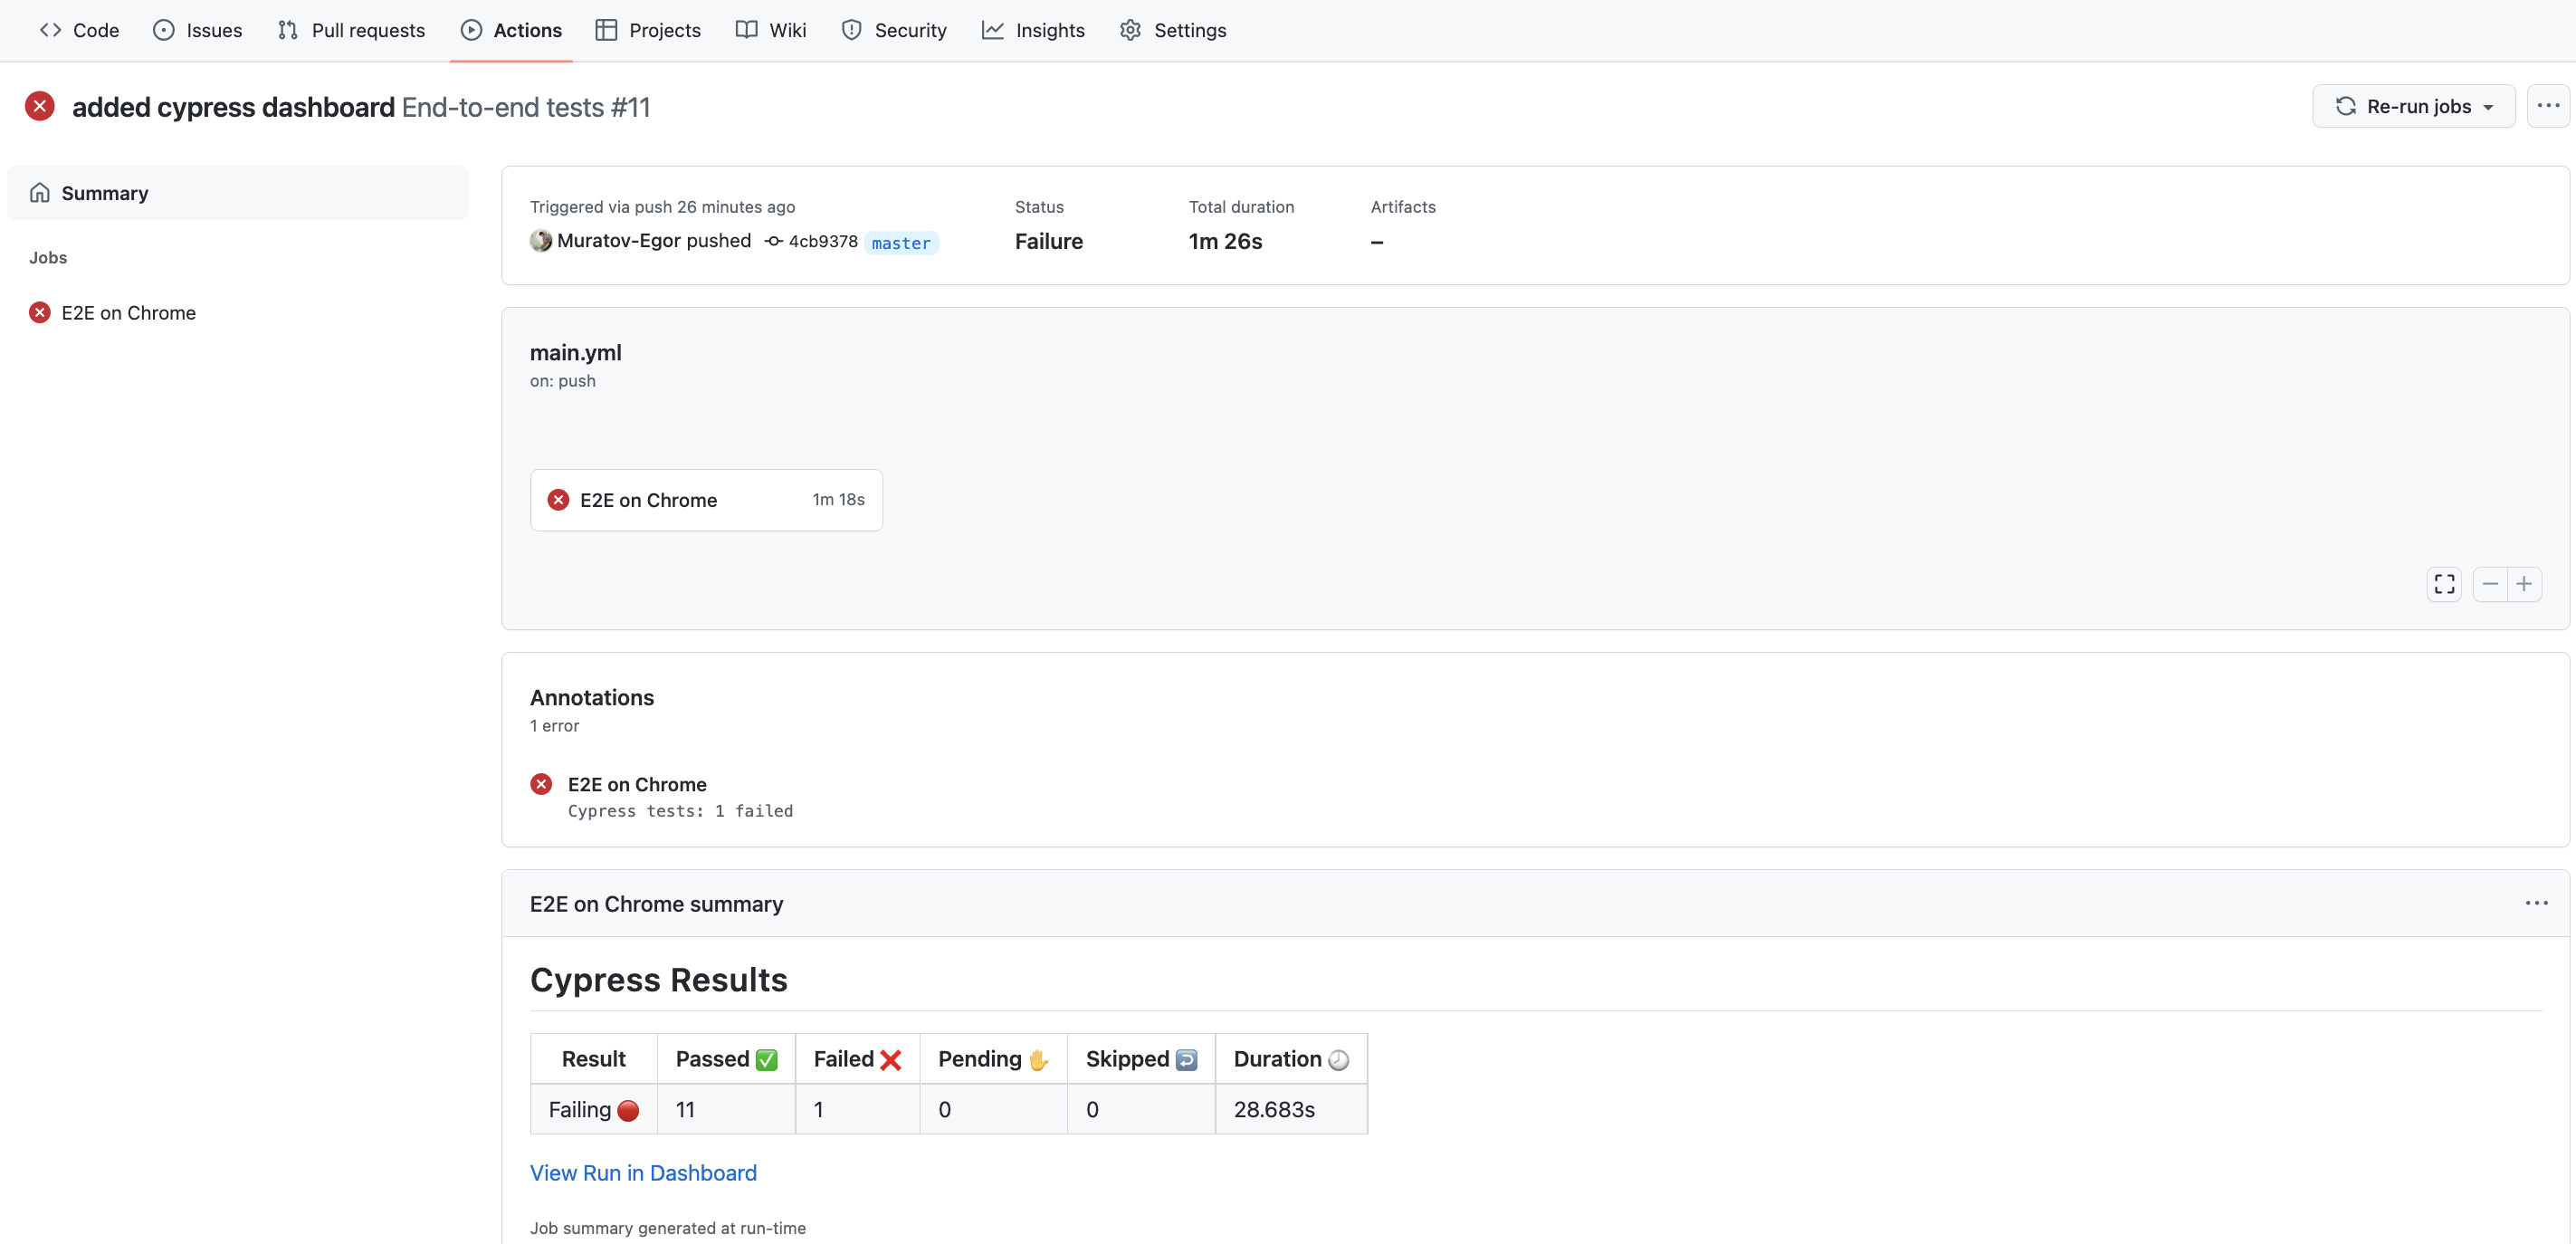 Code Issues Pull requests Actions Projects Wiki Security Insights Settings
added cypress dashboard End-to-end tests #11
Re-run jobs
Summary
Jobs
E2E on Chrome
Triggered via push 26 minutes ago
Muratov-Egor pushed 4cb9378 master
Status
Failure
Total duration
1m 26s
Artifacts
–
main.yml
on: push
E2E on Chrome 1m 18s
Annotations
1 error
E2E on Chrome
Cypress tests: 1 failed
E2E on Chrome summary
Cypress Results
Result Passed ✅ Failed ❌ Pending ✋ Skipped ↩️ Duration 🕗
Failing 🔴 11 1 0 0 28.683s
View Run in Dashboard
Job summary generated at run-time